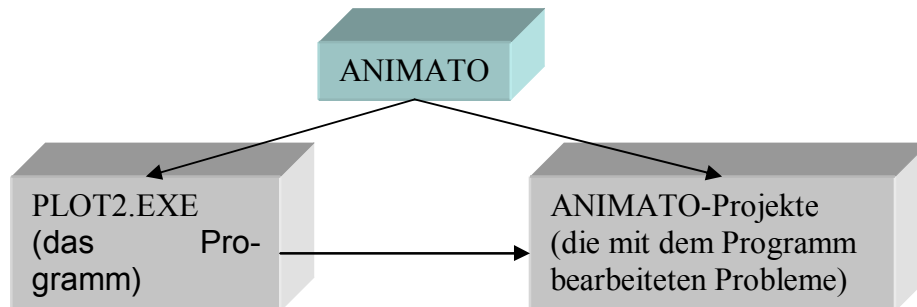 ANIMATO
PLOT2.EXE
(das Pro-
gramm)
ANIMATO-Projekte
(die mit dem Programm
bearbeiteten Probleme)